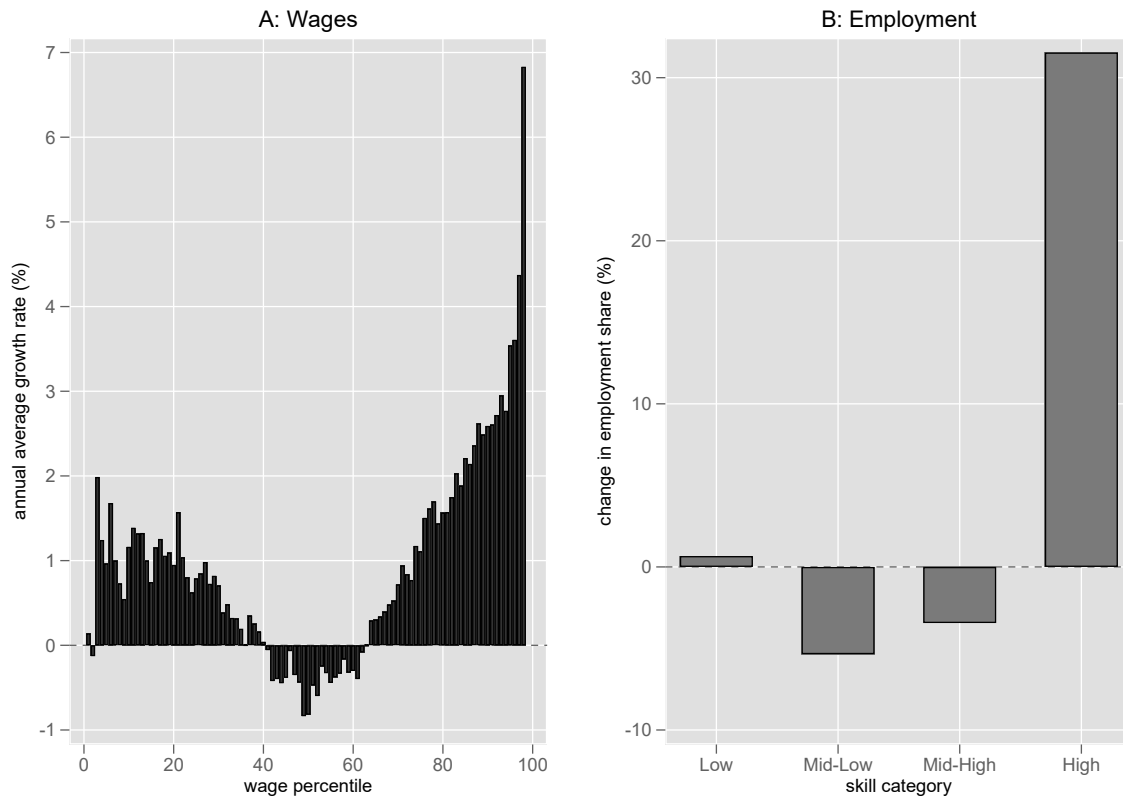 A: Wages
annual average growth rate (%)
7
6
5
4
3
2
1
0
-1
0 20 40 60 80 100
wage percentile
B: Employment
change in employment share (%)
30
20
10
0
-10
Low Mid-Low Mid-High High
skill category